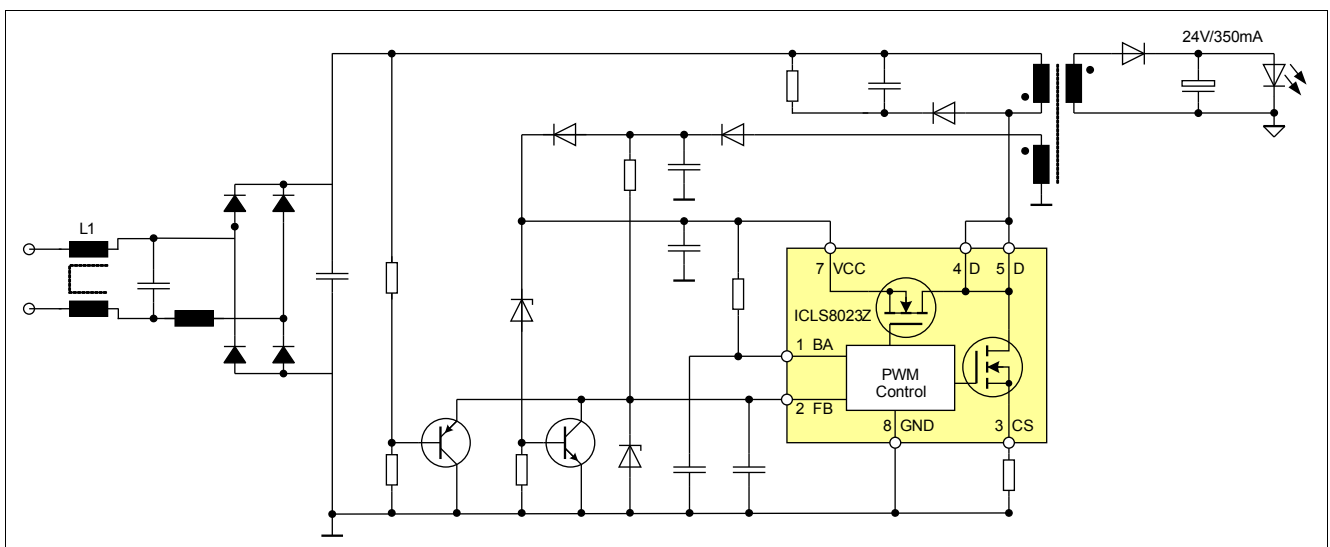 24V/350mA
L1
7 VCC
4 D
5 D
ICLS8023Z
1 BA
PWM
Control
2 FB
8 GND
3 CS